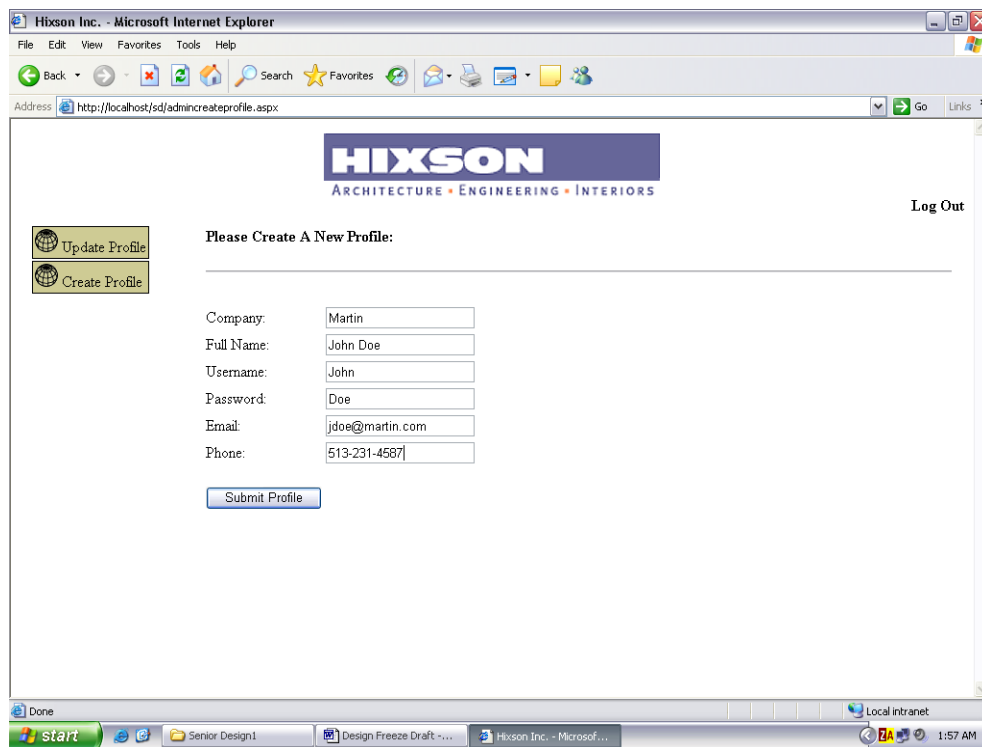 Hixson Inc. - Microsoft Internet Explorer
File Edit View Favorites Tools Help
Back Search Favorites
Address http://localhost/sd/admincreateprofile.aspx Go Links
HIXSON
ARCHITECTURE • ENGINEERING • INTERIORS
Log Out
Update Profile
Create Profile
Please Create A New Profile:
Company: Martin
Full Name: John Doe
Username: John
Password: Doe
Email: jdoe@martin.com
Phone: 513-231-4587
Submit Profile
Done Local intranet
start Senior Design1 Design Freeze Draft -... Hixson Inc. - Microsof... ZA 1:57 AM